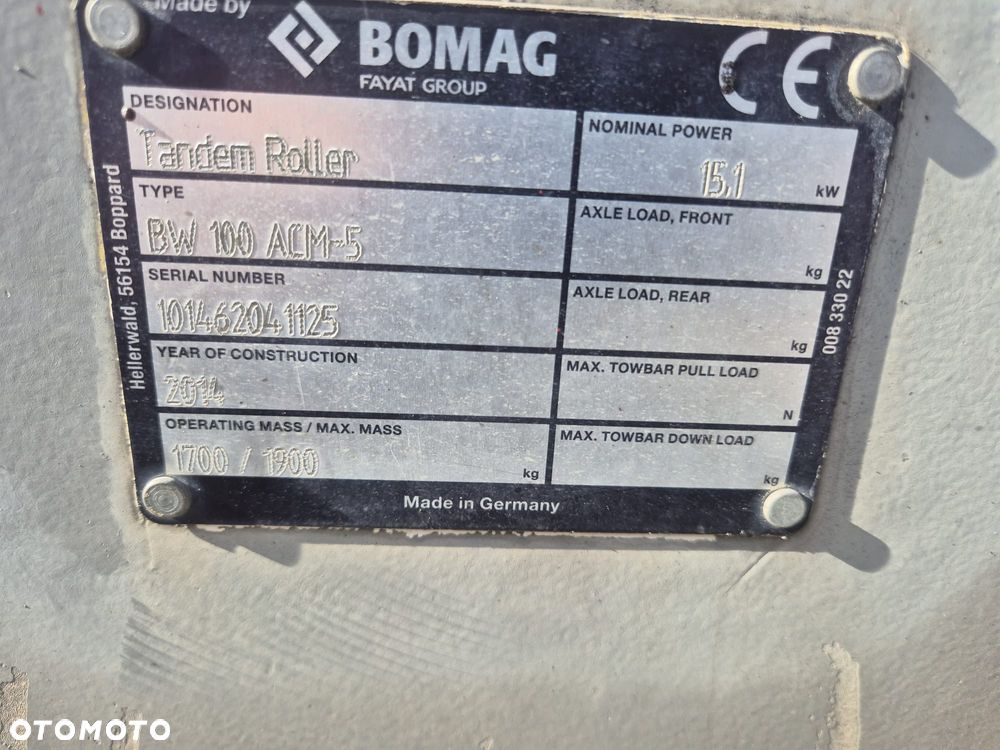 Made by
BOMAG
FAYAT GROUP
CE
DESIGNATION
Tandem Roller
NOMINAL POWER
15,1 kW
TYPE
BW 100 ACM-5
AXLE LOAD, FRONT
kg
SERIAL NUMBER
101462041125
AXLE LOAD, REAR
kg
YEAR OF CONSTRUCTION
2014
MAX. TOWBAR PULL LOAD
N
OPERATING MASS / MAX. MASS
1700 / 1900 kg
MAX. TOWBAR DOWN LOAD
kg
Made in Germany
Hellerwald, 56154 Boppard
008 330 22
OTOMOTO